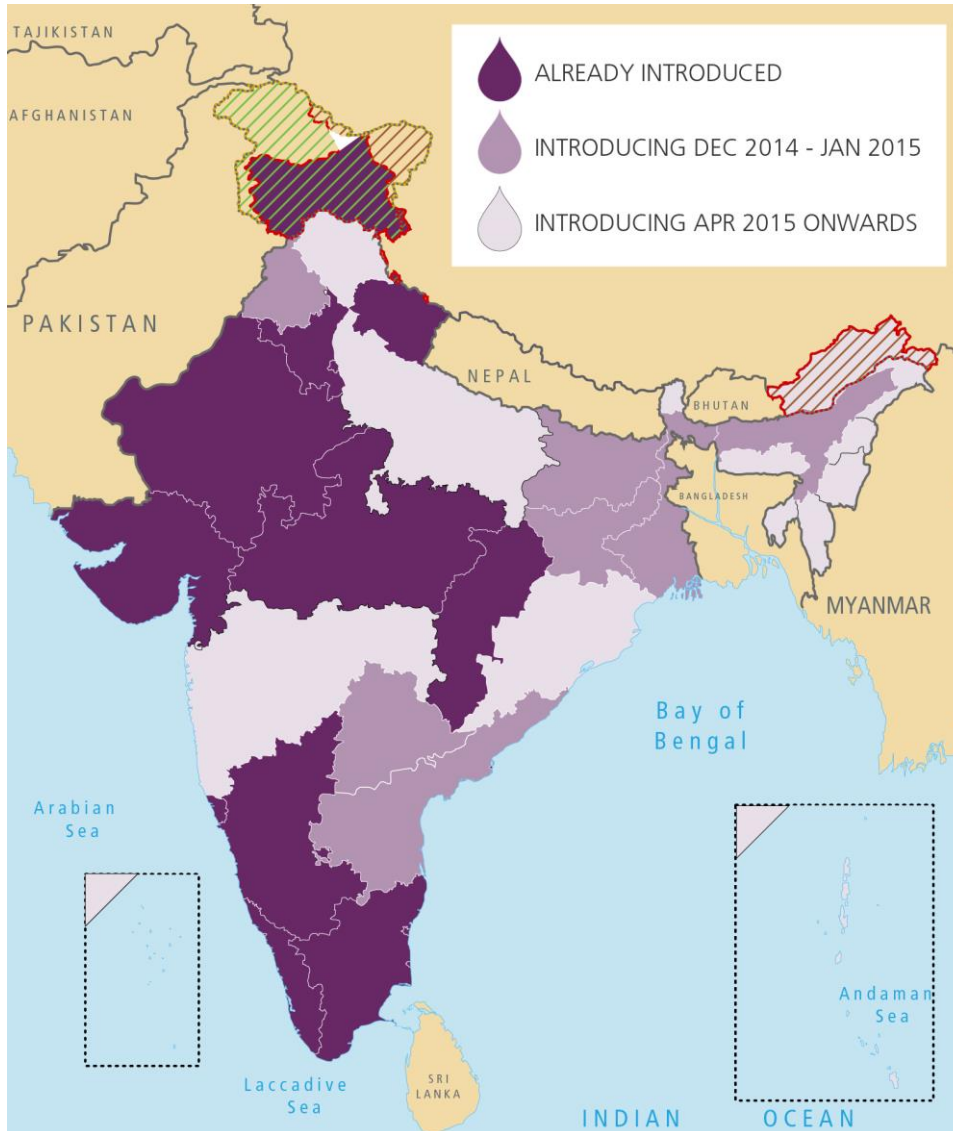 TAJIKISTAN
AFGHANISTAN
ALREADY INTRODUCED
INTRODUCING DEC 2014 - JAN 2015
INTRODUCING APR 2015 ONWARDS
PAKISTAN
NEPAL
BHUTAN
BANGLADESH
MYANMAR
Bay of
Bengal
Arabian
Sea
Andaman
Sea
Laccadive
Sea
SRI
LANKA
INDIAN OCEAN